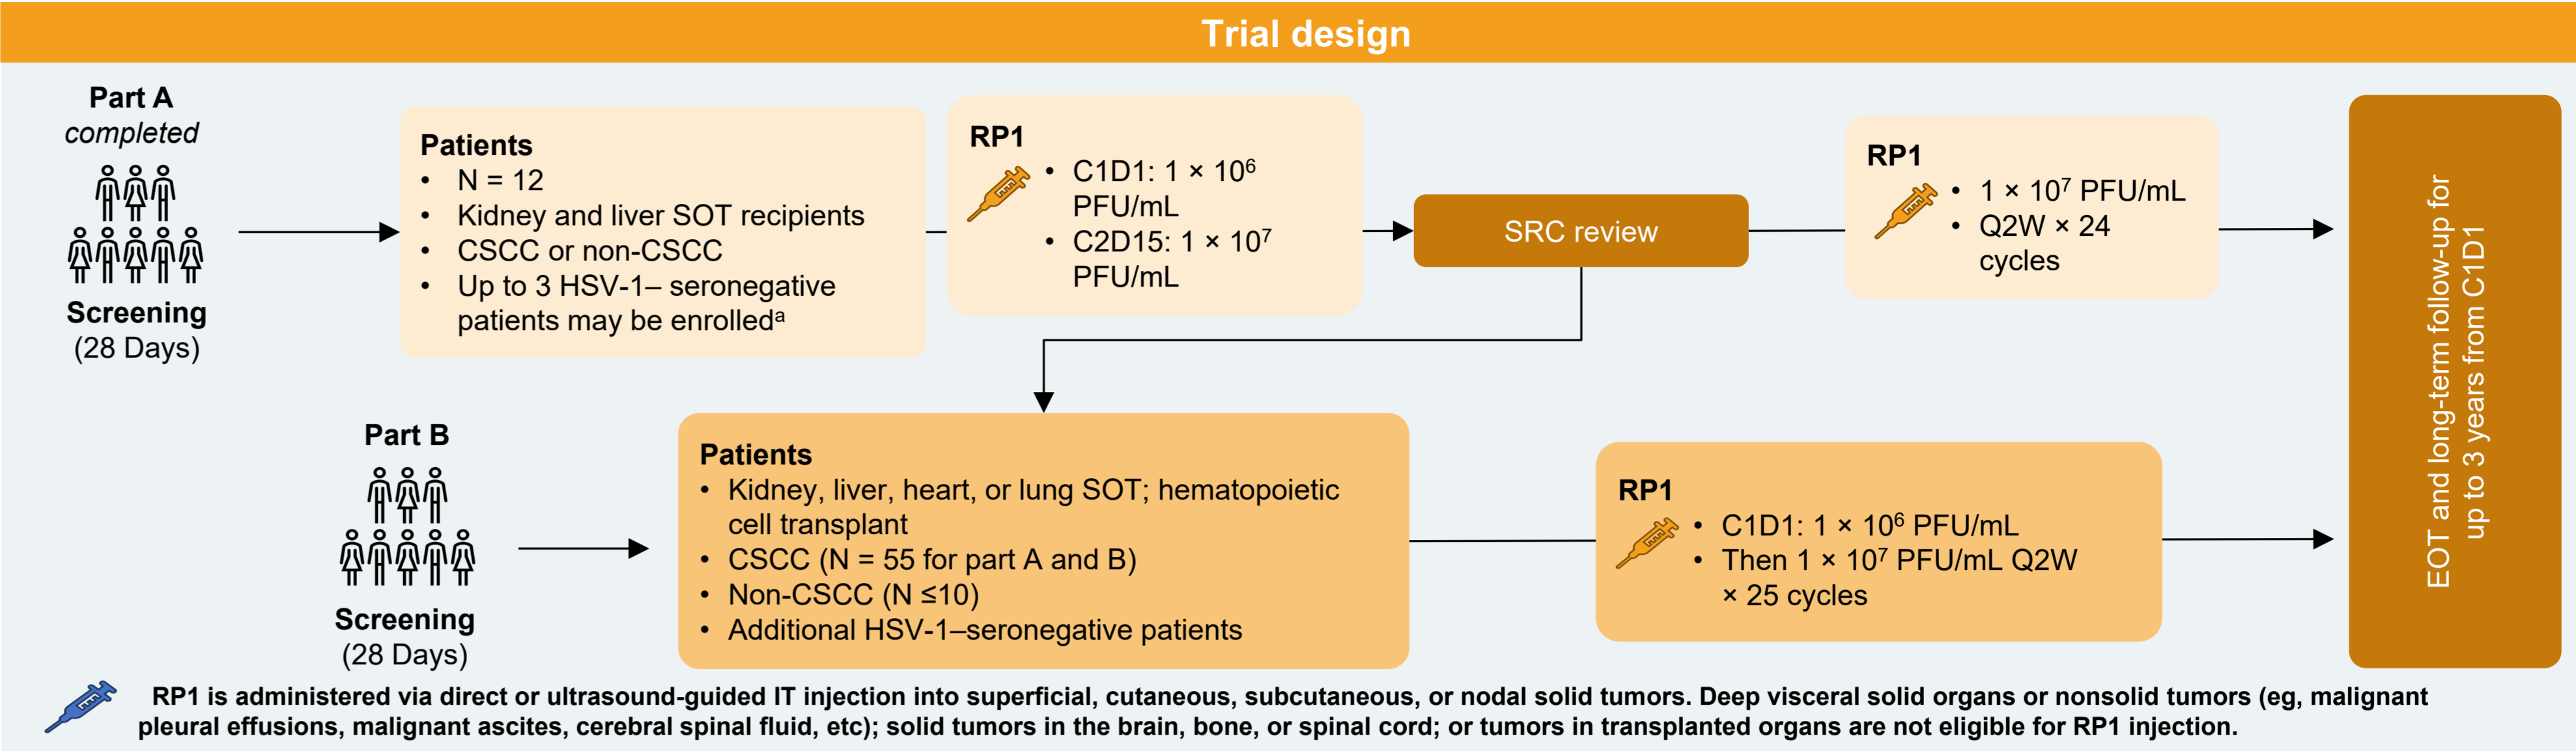 Trial design
Part A
completed
Screening
(28 Days)
Patients
• N = 12
• Kidney and liver SOT recipients
• CSCC or non-CSCC
• Up to 3 HSV-1– seronegative
patients may be enrolledᵃ
RP1
• C1D1: 1 × 10⁶
PFU/mL
• C2D15: 1 × 10⁷
PFU/mL
SRC review
RP1
• 1 × 10⁷ PFU/mL
• Q2W × 24
cycles
EOT and long-term follow-up for
up to 3 years from C1D1
Part B
Screening
(28 Days)
Patients
• Kidney, liver, heart, or lung SOT; hematopoietic
cell transplant
• CSCC (N = 55 for part A and B)
• Non-CSCC (N ≤10)
• Additional HSV-1–seronegative patients
RP1
• C1D1: 1 × 10⁶ PFU/mL
• Then 1 × 10⁷ PFU/mL Q2W
× 25 cycles
RP1 is administered via direct or ultrasound-guided IT injection into superficial, cutaneous, subcutaneous, or nodal solid tumors. Deep visceral solid organs or nonsolid tumors (eg, malignant
pleural effusions, malignant ascites, cerebral spinal fluid, etc); solid tumors in the brain, bone, or spinal cord; or tumors in transplanted organs are not eligible for RP1 injection.